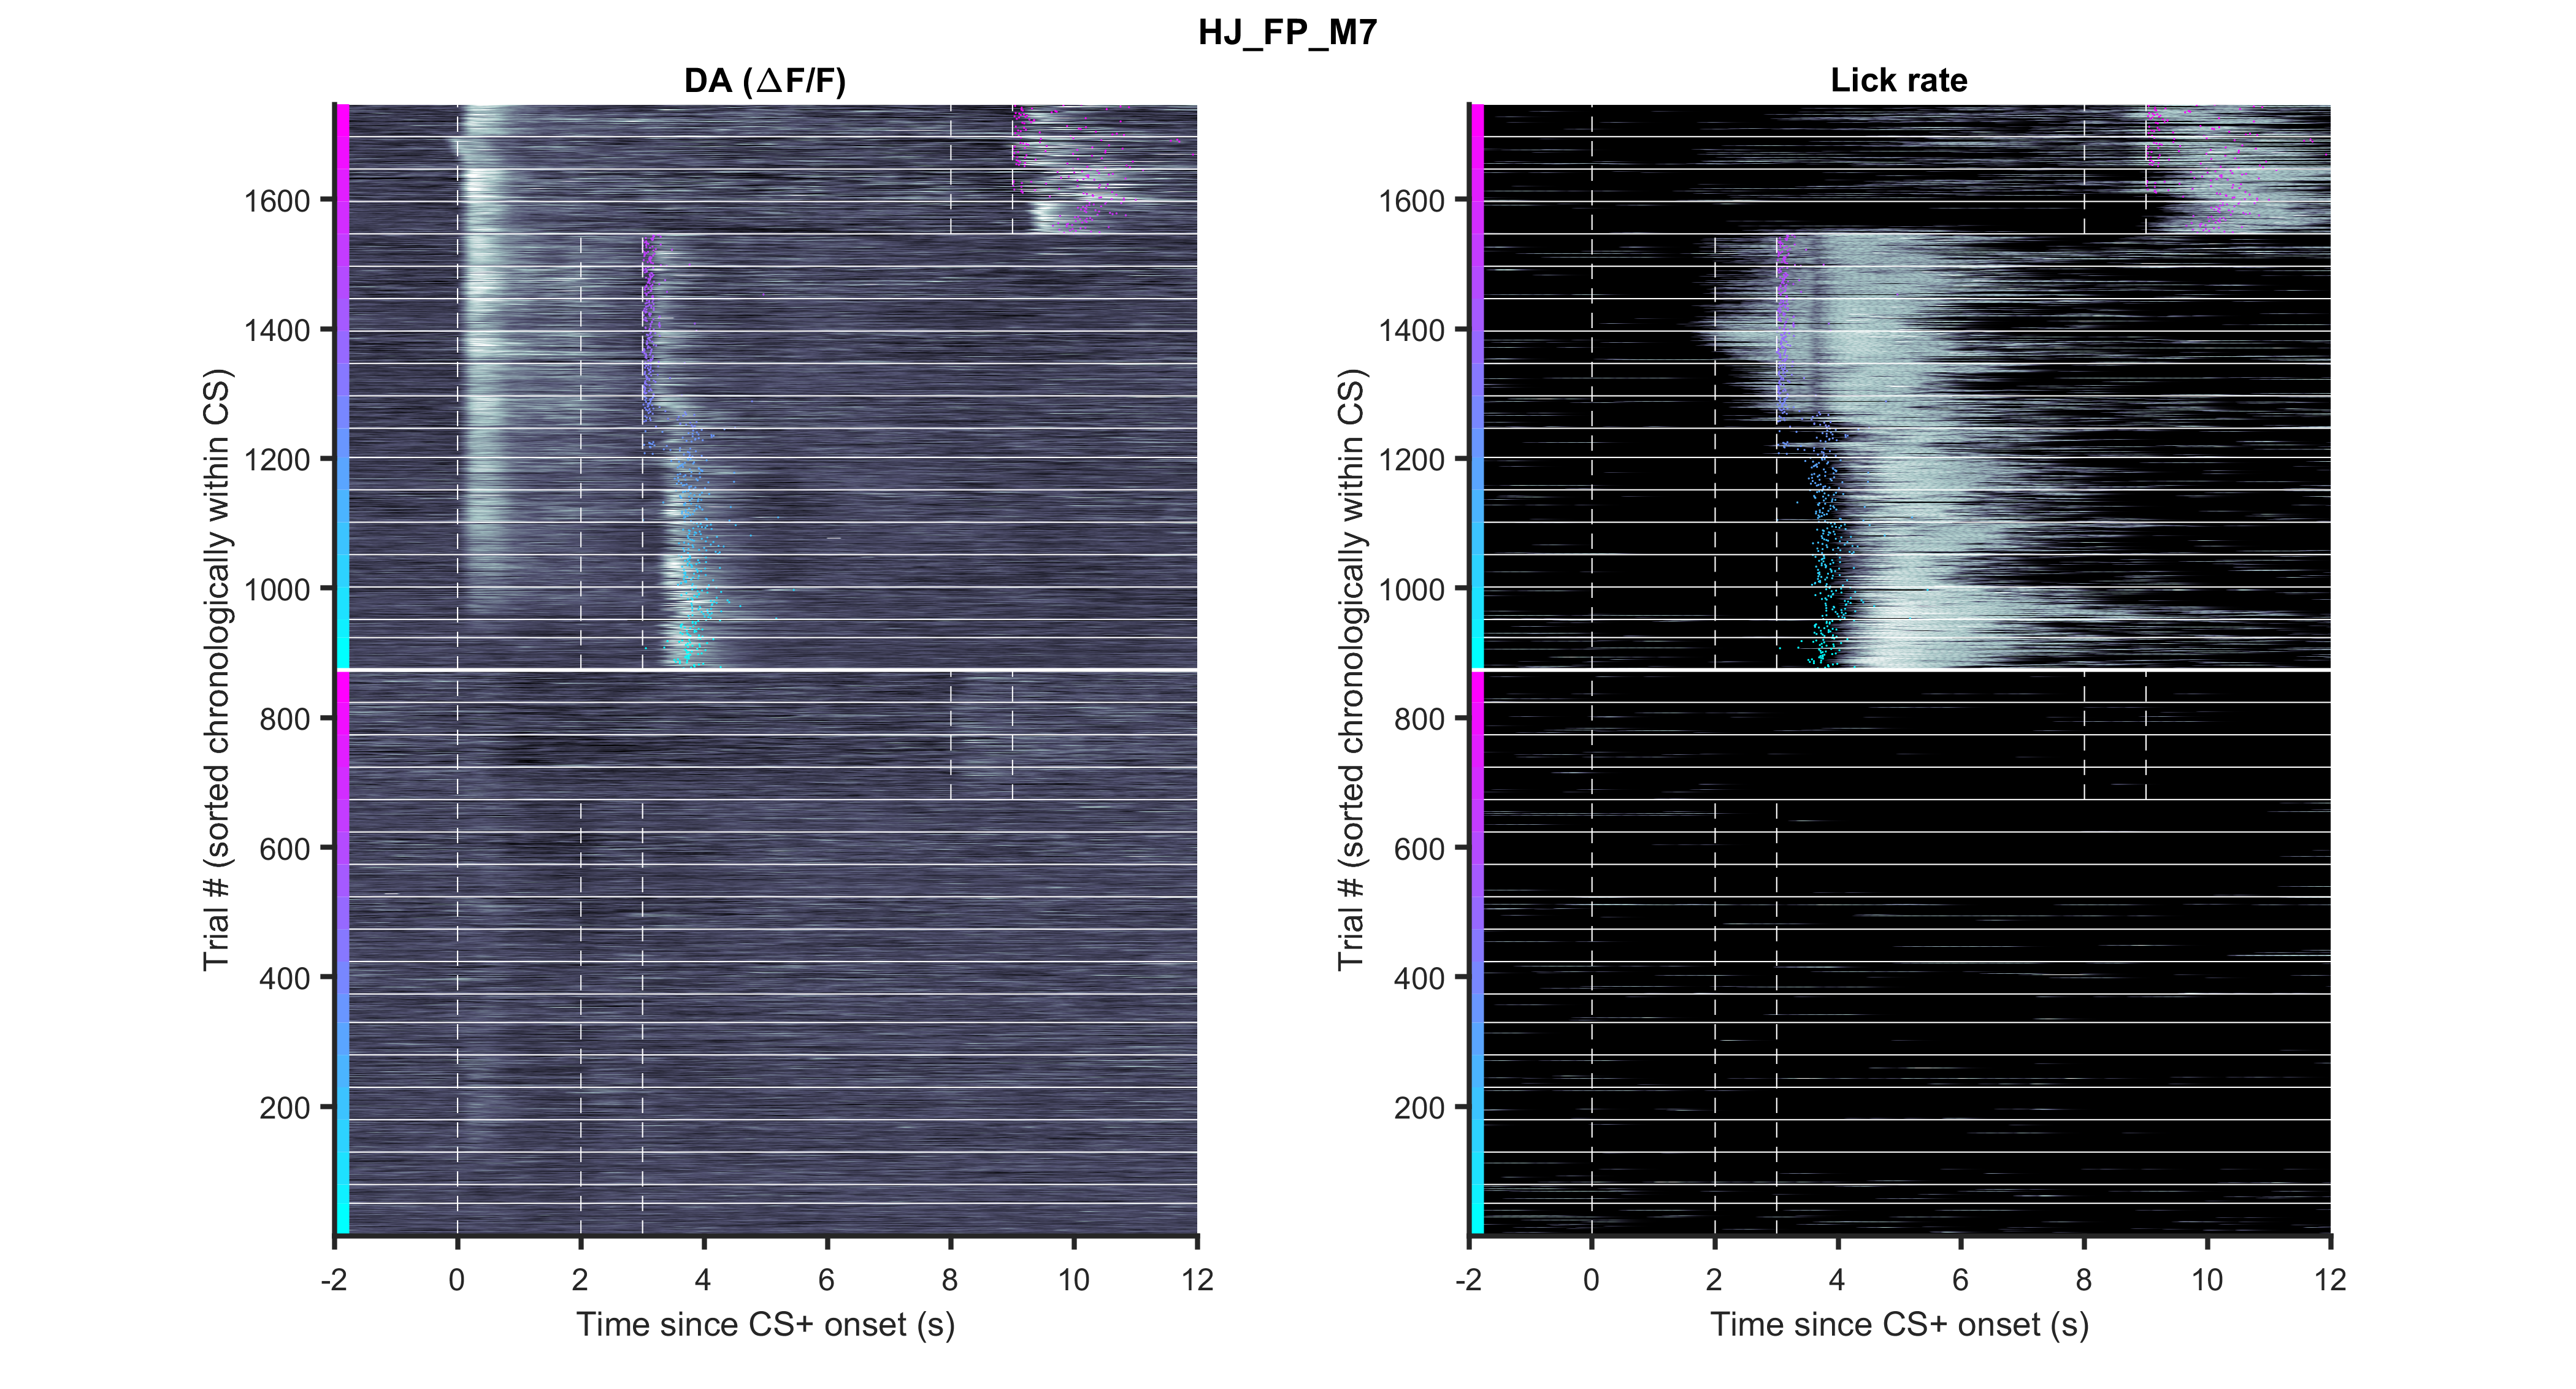 HJ_FP_M7
DA (△F/F)
Trial # (sorted chronologically within CS)
1600
1400
1200
1000
800
600
400
200
-2 0 2 4 6 8 10 12
Time since CS+ onset (s)
Lick rate
Trial # (sorted chronologically within CS)
1600
1400
1200
1000
800
600
400
200
-2 0 2 4 6 8 10 12
Time since CS+ onset (s)